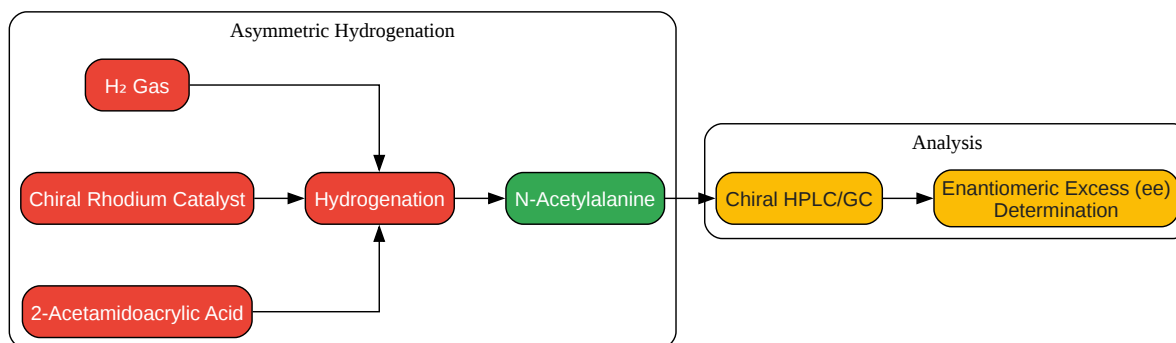 Asymmetric Hydrogenation
H₂ Gas
Chiral Rhodium Catalyst
Hydrogenation
N-Acetylalanine
2-Acetamidoacrylic Acid
Analysis
Chiral HPLC/GC
Enantiomeric Excess (ee)
Determination